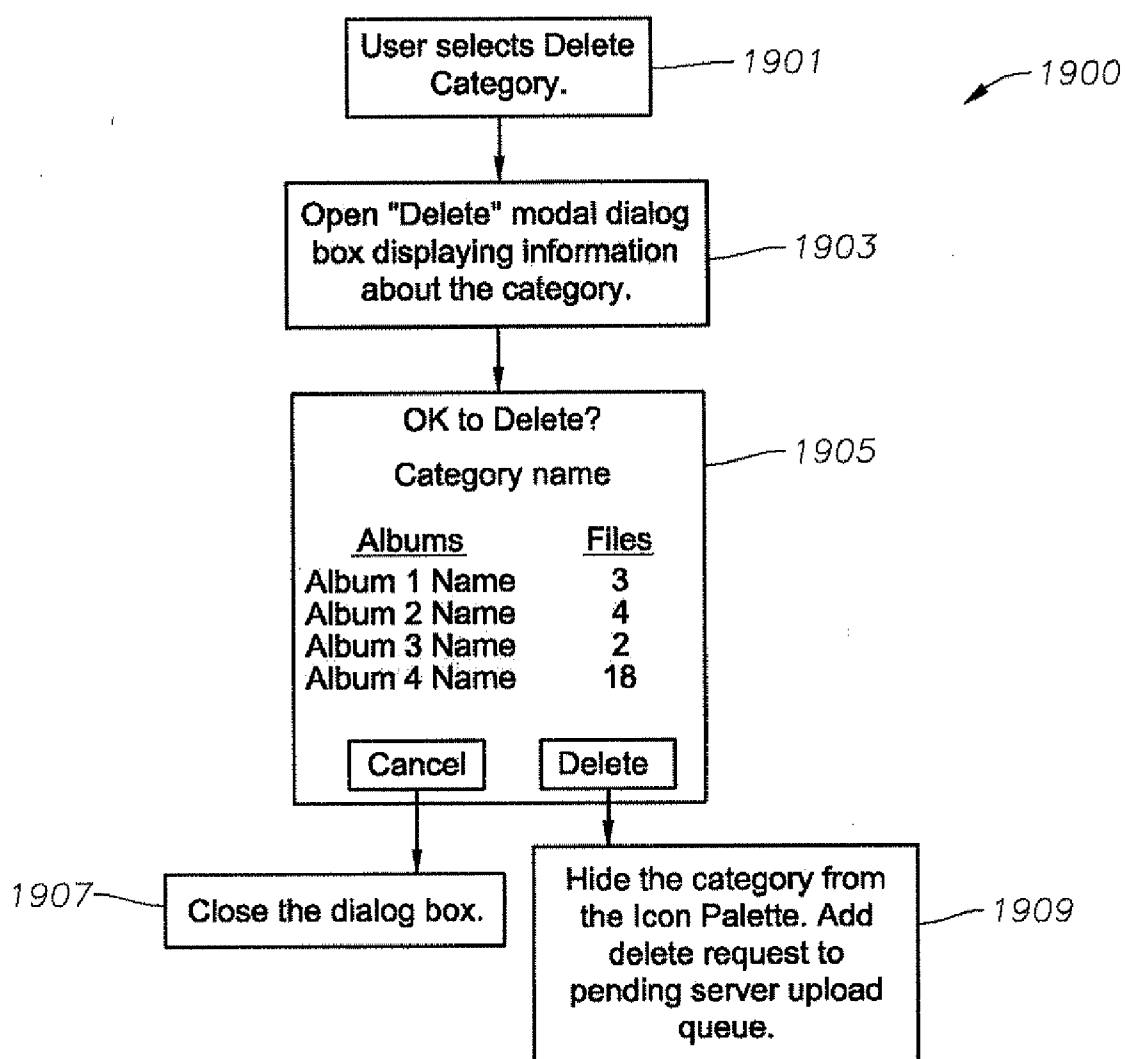 User selects Delete
Category.
1901
1900
Open "Delete" modal dialog
box displaying information
about the category.
1903
OK to Delete?
1905
Category name
Albums Files
Album 1 Name 3
Album 2 Name 4
Album 3 Name 2
Album 4 Name 18
Cancel Delete
1907
Close the dialog box.
Hide the category from
the Icon Palette. Add
delete request to
pending server upload
queue.
1909